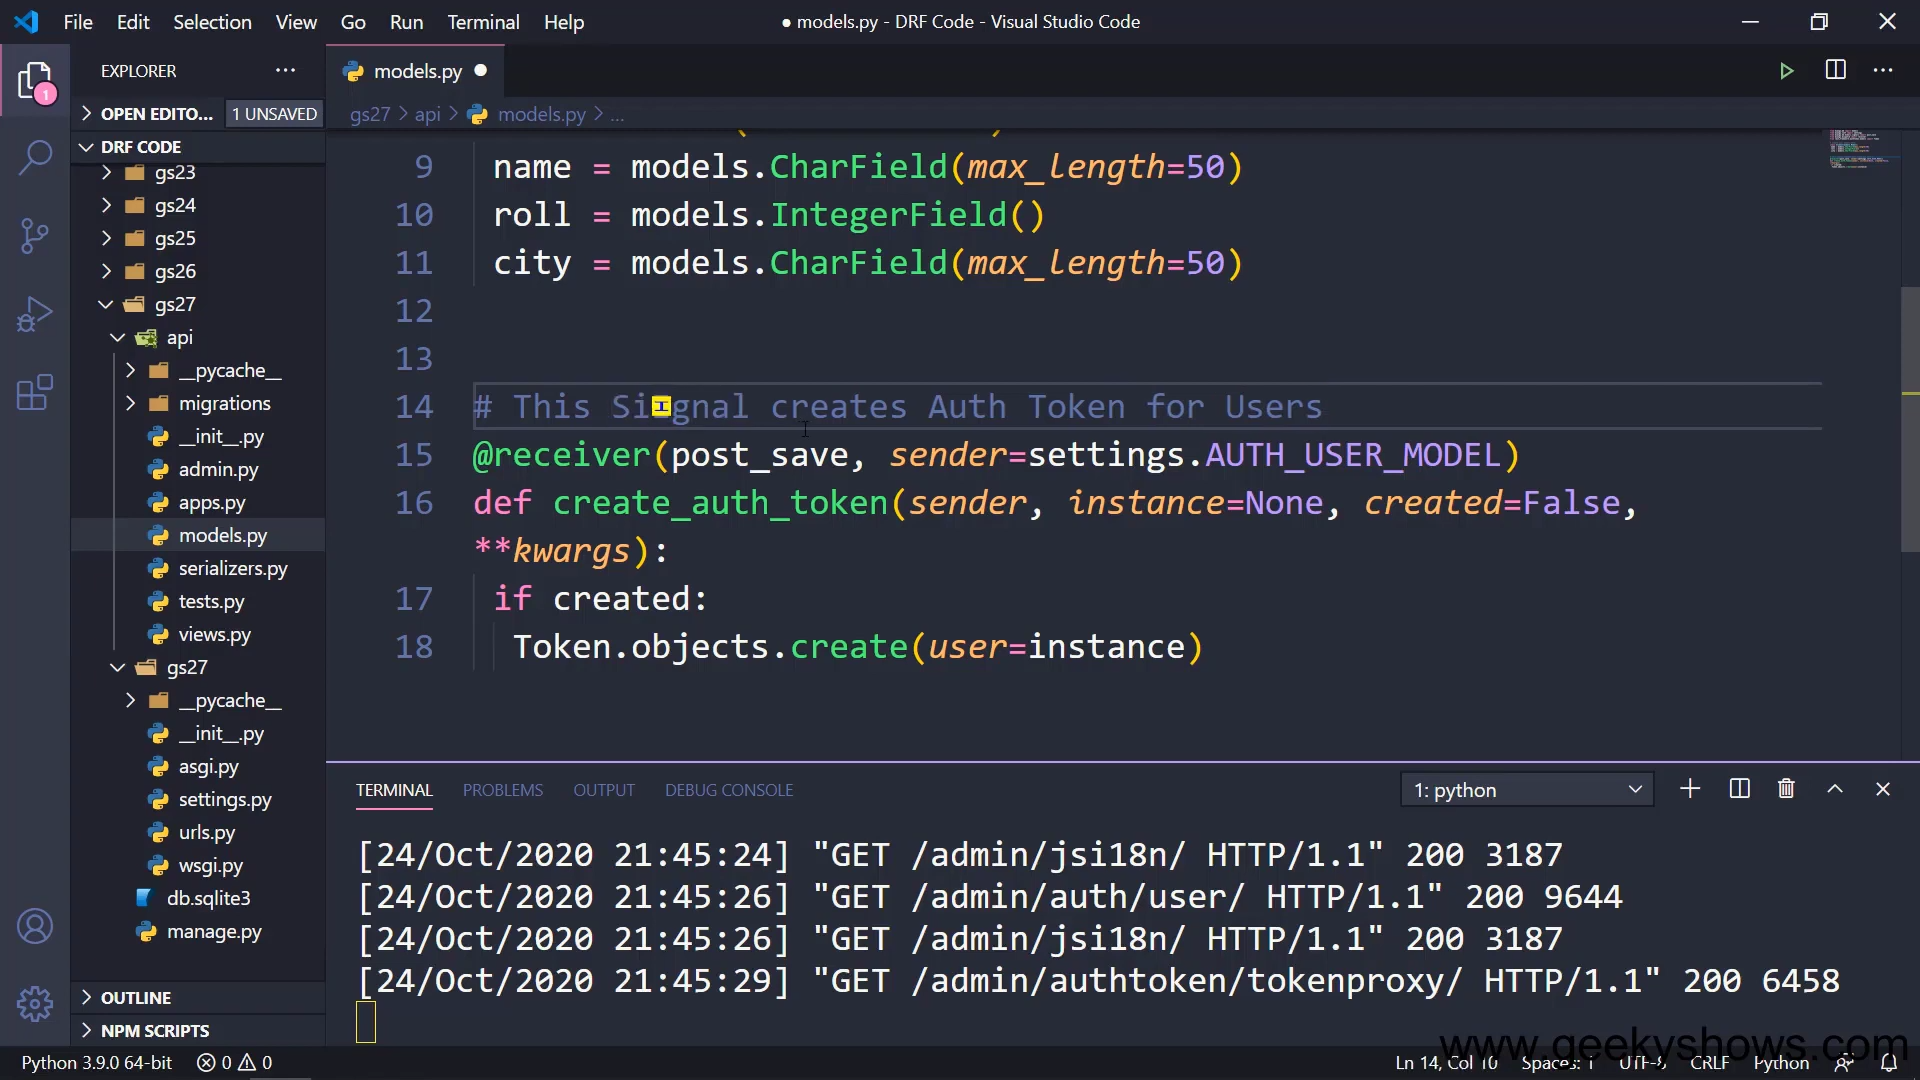 File Edit Selection View Go Run Terminal Help
● models.py - DRF Code - Visual Studio Code
EXPLORER
1
OPEN EDITO... 1 UNSAVED
DRF CODE
gs23
gs24
gs25
gs26
gs27
api
__pycache__
migrations
__init__.py
admin.py
apps.py
models.py
serializers.py
tests.py
views.py
gs27
__pycache__
__init__.py
asgi.py
settings.py
urls.py
wsgi.py
db.sqlite3
manage.py
OUTLINE
NPM SCRIPTS
models.py
gs27 > api > models.py > ...
9 name = models.CharField(max_length=50)
10 roll = models.IntegerField()
11 city = models.CharField(max_length=50)
12
13
14 # This Signal creates Auth Token for Users
15 @receiver(post_save, sender=settings.AUTH_USER_MODEL)
16 def create_auth_token(sender, instance=None, created=False,
**kwargs):
17 if created:
18 Token.objects.create(user=instance)
TERMINAL PROBLEMS OUTPUT DEBUG CONSOLE 1: python
[24/Oct/2020 21:45:24] "GET /admin/jsi18n/ HTTP/1.1" 200 3187
[24/Oct/2020 21:45:26] "GET /admin/auth/user/ HTTP/1.1" 200 9644
[24/Oct/2020 21:45:26] "GET /admin/jsi18n/ HTTP/1.1" 200 3187
[24/Oct/2020 21:45:29] "GET /admin/authtoken/tokenproxy/ HTTP/1.1" 200 6458
www.geekyshows.com
Python 3.9.0 64-bit 0 0 Ln 14, Col 10 Spaces: 1 UTF-8 CRLF Python